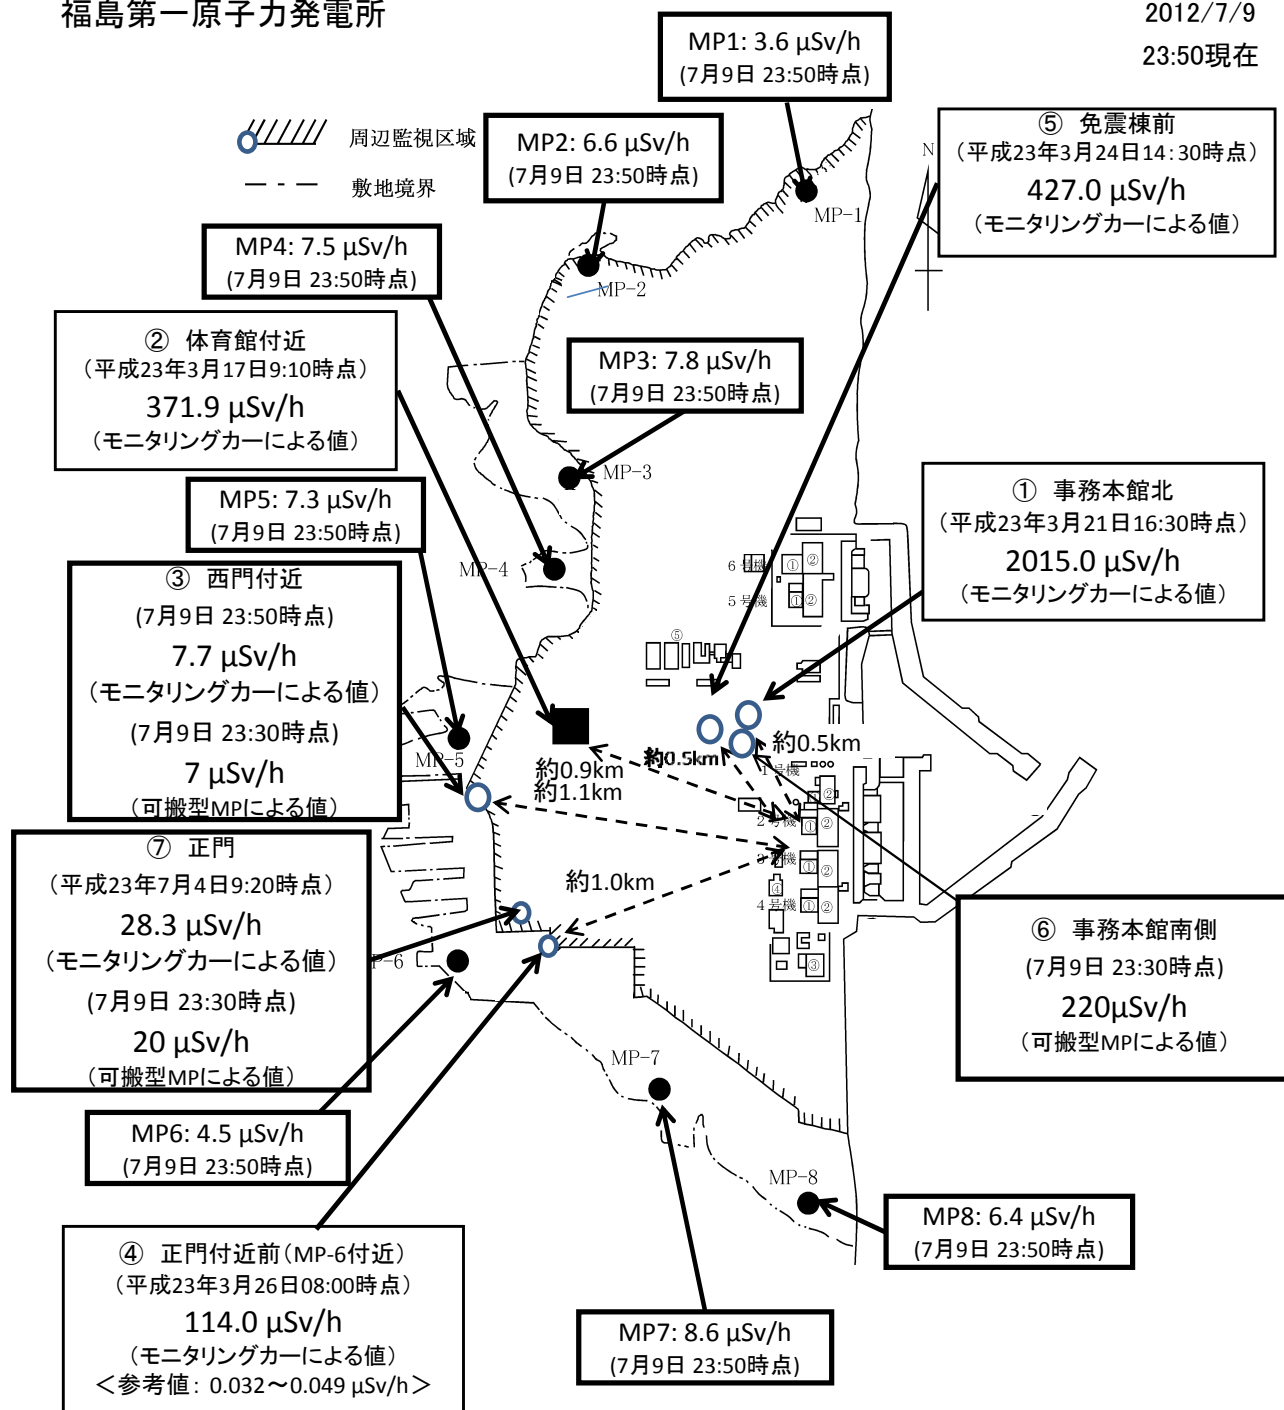 福島第一原子力発電所
2012/7/9
23:50現在
MP1: 3.6 μSv/h
(7月9日 23:50時点)
周辺監視区域
敷地境界
MP2: 6.6 μSv/h
(7月9日 23:50時点)
⑤ 免震棟前
(平成23年3月24日14:30時点)
427.0 μSv/h
(モニタリングカーによる値)
N
MP-1
MP4: 7.5 μSv/h
(7月9日 23:50時点)
MP-2
② 体育館付近
(平成23年3月17日9:10時点)
371.9 μSv/h
(モニタリングカーによる値)
MP3: 7.8 μSv/h
(7月9日 23:50時点)
MP-3
MP5: 7.3 μSv/h
(7月9日 23:50時点)
① 事務本館北
(平成23年3月21日16:30時点)
2015.0 μSv/h
(モニタリングカーによる値)
MP-4
6号機
① ②
5号機
① ②
③ 西門付近
(7月9日 23:50時点)
7.7 μSv/h
(モニタリングカーによる値)
(7月9日 23:30時点)
7 μSv/h
(可搬型MPによる値)
⑤
MP-5
約0.9km
約1.1km
約0.5km
約0.5km
1号機
②
2号機
① ②
3号機
① ②
④
4号機
① ②
③
約1.0km
⑦ 正門
(平成23年7月4日9:20時点)
28.3 μSv/h
(モニタリングカーによる値)
(7月9日 23:30時点)
20 μSv/h
(可搬型MPによる値)
P-6
⑥ 事務本館南側
(7月9日 23:30時点)
220μSv/h
(可搬型MPによる値)
MP-7
MP6: 4.5 μSv/h
(7月9日 23:50時点)
MP-8
MP8: 6.4 μSv/h
(7月9日 23:50時点)
④ 正門付近前(MP-6付近)
(平成23年3月26日08:00時点)
114.0 μSv/h
(モニタリングカーによる値)
<参考値: 0.032～0.049 μSv/h>
MP7: 8.6 μSv/h
(7月9日 23:50時点)